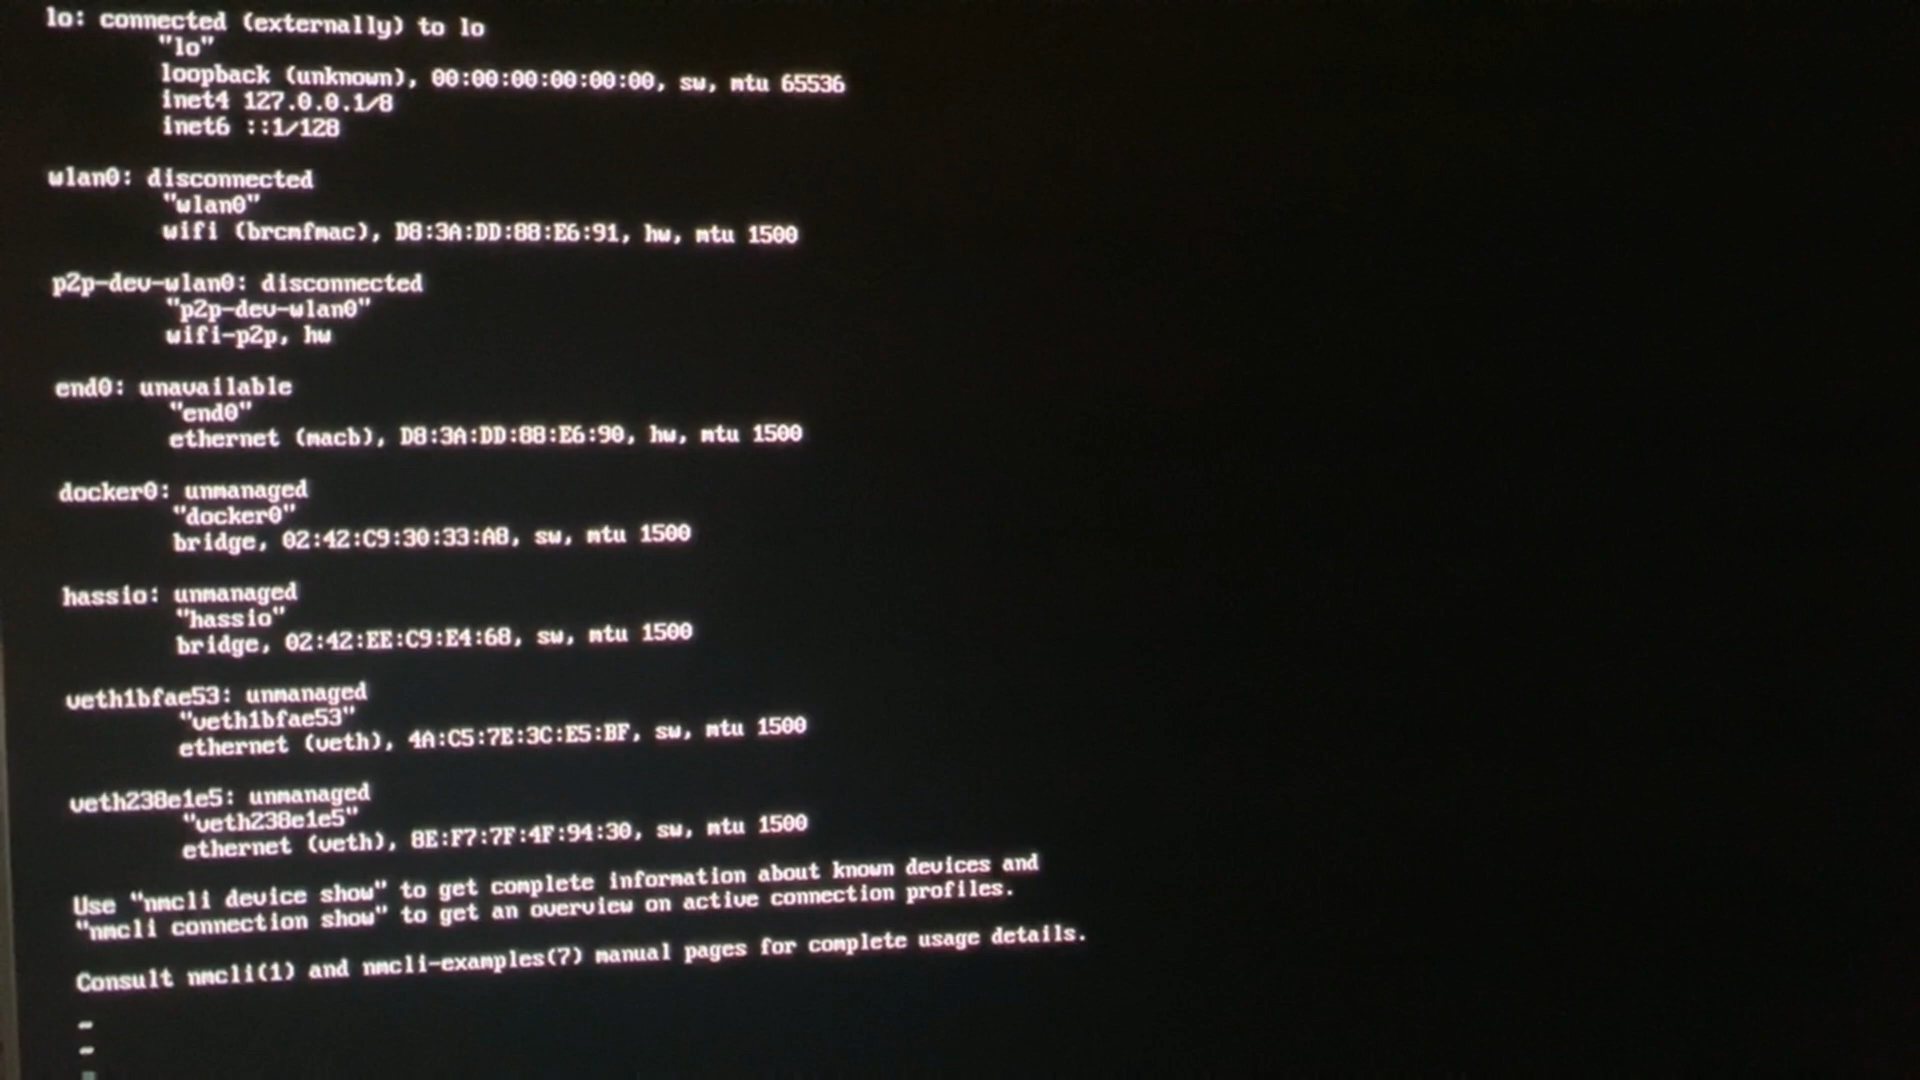 lo: connected (externally) to lo
"lo"
loopback (unknown), 00:00:00:00:00:00, sw, mtu 65536
inet4 127.0.0.1/8
inet6 ::1/128
wlan0: disconnected
"wlan0"
wifi (brcmfmac), D8:3A:DD:88:E6:91, hw, mtu 1500
p2p-dev-wlan0: disconnected
"p2p-dev-wlan0"
wifi-p2p, hw
end0: unavailable
"end0"
ethernet (macb), D8:3A:DD:88:E6:90, hw, mtu 1500
docker0: unmanaged
"docker0"
bridge, 02:42:C9:30:33:A8, sw, mtu 1500
hassio: unmanaged
"hassio"
bridge, 02:42:EE:C9:E4:68, sw, mtu 1500
veth1bfae53: unmanaged
"veth1bfae53"
ethernet (veth), 4A:C5:7E:3C:E5:BF, sw, mtu 1500
veth238e1e5: unmanaged
"veth238e1e5"
ethernet (veth), 8E:F7:7F:4F:94:30, sw, mtu 1500
Use "nmcli device show" to get complete information about known devices and
"nmcli connection show" to get an overview on active connection profiles.
Consult nmcli(1) and nmcli-examples(7) manual pages for complete usage details.
~
~